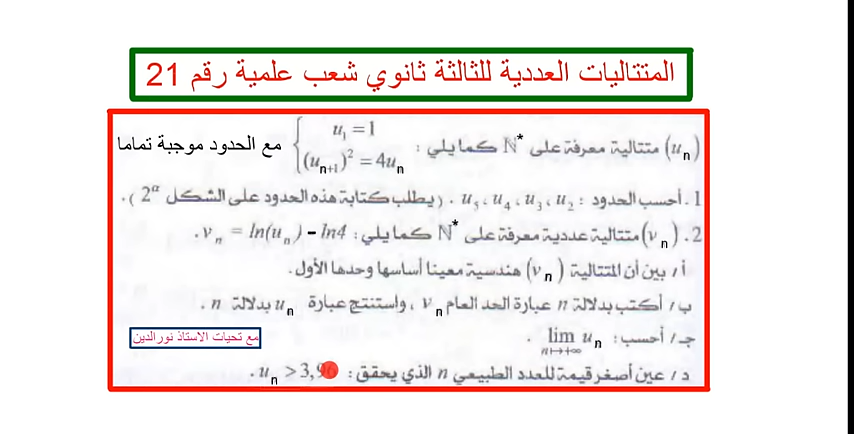 المتتاليات العددية للثالثة ثانوي شعب علمية رقم 21
(uₙ) متتالية معرفة على ℕ* كما يلي : { u₁ = 1 ; (uₙ₊₁)² = 4uₙ مع الحدود موجبة تماما
1. أحسب الحدود : u₂ ، u₃ ، u₄ ، u₅ . ( يطلب كتابة هذه الحدود على الشكل 2^α ) .
2. (vₙ) متتالية عددية معرفة على ℕ* كما يلي : vₙ = ln(uₙ) - ln4 .
أ / بين أن المتتالية (vₙ) هندسية معينا أساسها وحدها الأول .
ب / أكتب بدلالة n عبارة الحد العام vₙ ، واستنتج عبارة uₙ بدلالة n .
جـ / أحسب : lim uₙ n→+∞ .
مع تحيات الاستاذ نورالدين
د / عين أصغر قيمة للعدد الطبيعي n الذي يحقق : uₙ > 3,9 .